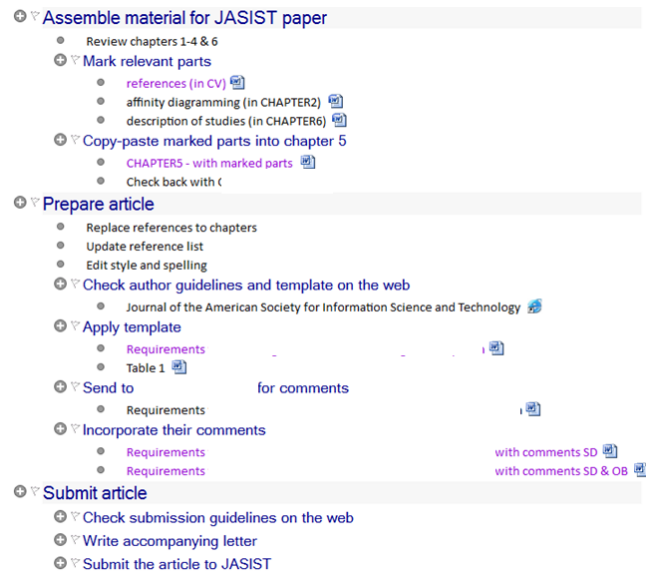 Assemble material for JASIST paper
Review chapters 1-4 & 6
Mark relevant parts
references (in CV)
affinity diagramming (in CHAPTER2)
description of studies (in CHAPTER6)
Copy-paste marked parts into chapter 5
CHAPTER5 - with marked parts
Check back with
Prepare article
Replace references to chapters
Update reference list
Edit style and spelling
Check author guidelines and template on the web
Journal of the American Society for Information Science and Technology
Apply template
Requirements
Table 1
Send to for comments
Requirements
Incorporate their comments
Requirements with comments SD
Requirements with comments SD & OB
Submit article
Check submission guidelines on the web
Write accompanying letter
Submit the article to JASIST